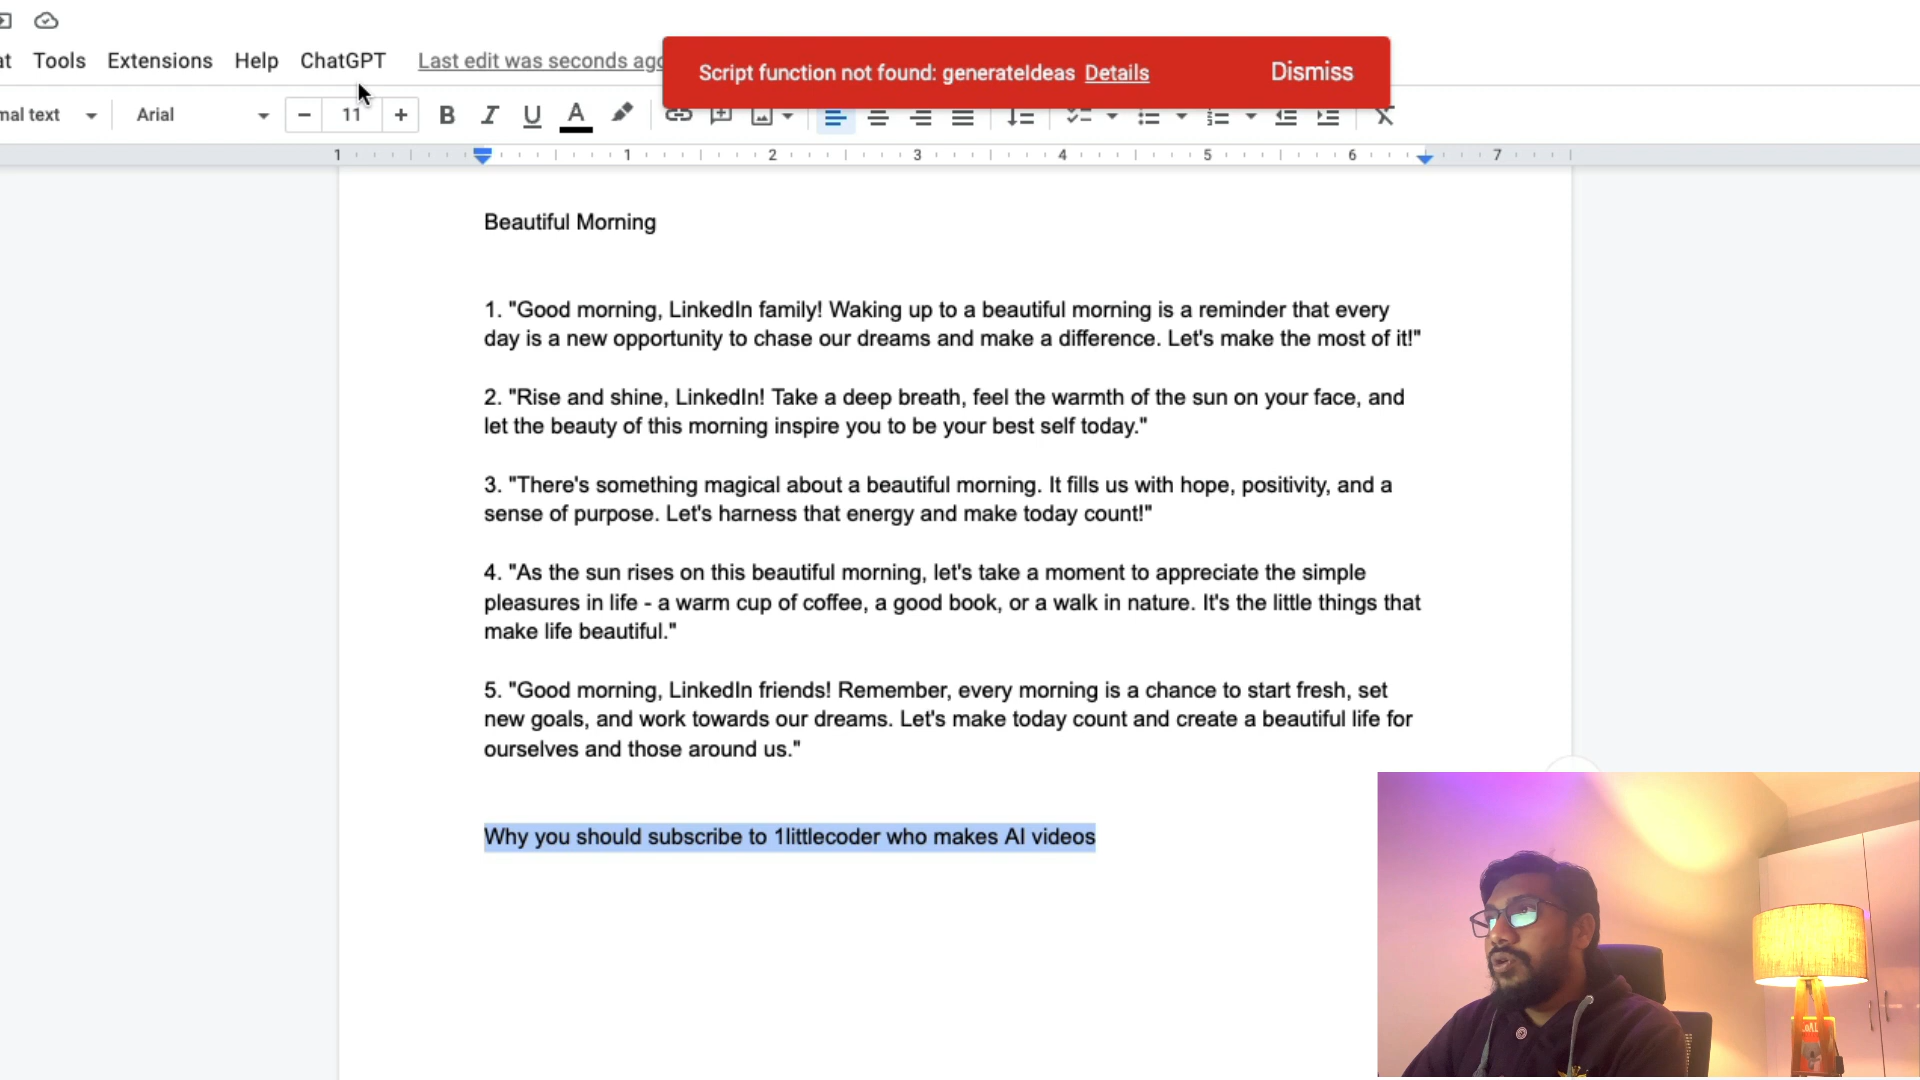 at Tools Extensions Help ChatGPT Last edit was seconds ago
Script function not found: generateIdeas Details Dismiss
mal text Arial 11 B I U A
1 1 2 3 4 5 6 7
Beautiful Morning
1. "Good morning, LinkedIn family! Waking up to a beautiful morning is a reminder that every
day is a new opportunity to chase our dreams and make a difference. Let's make the most of it!"
2. "Rise and shine, LinkedIn! Take a deep breath, feel the warmth of the sun on your face, and
let the beauty of this morning inspire you to be your best self today."
3. "There's something magical about a beautiful morning. It fills us with hope, positivity, and a
sense of purpose. Let's harness that energy and make today count!"
4. "As the sun rises on this beautiful morning, let's take a moment to appreciate the simple
pleasures in life - a warm cup of coffee, a good book, or a walk in nature. It's the little things that
make life beautiful."
5. "Good morning, LinkedIn friends! Remember, every morning is a chance to start fresh, set
new goals, and work towards our dreams. Let's make today count and create a beautiful life for
ourselves and those around us."
Why you should subscribe to 1littlecoder who makes AI videos